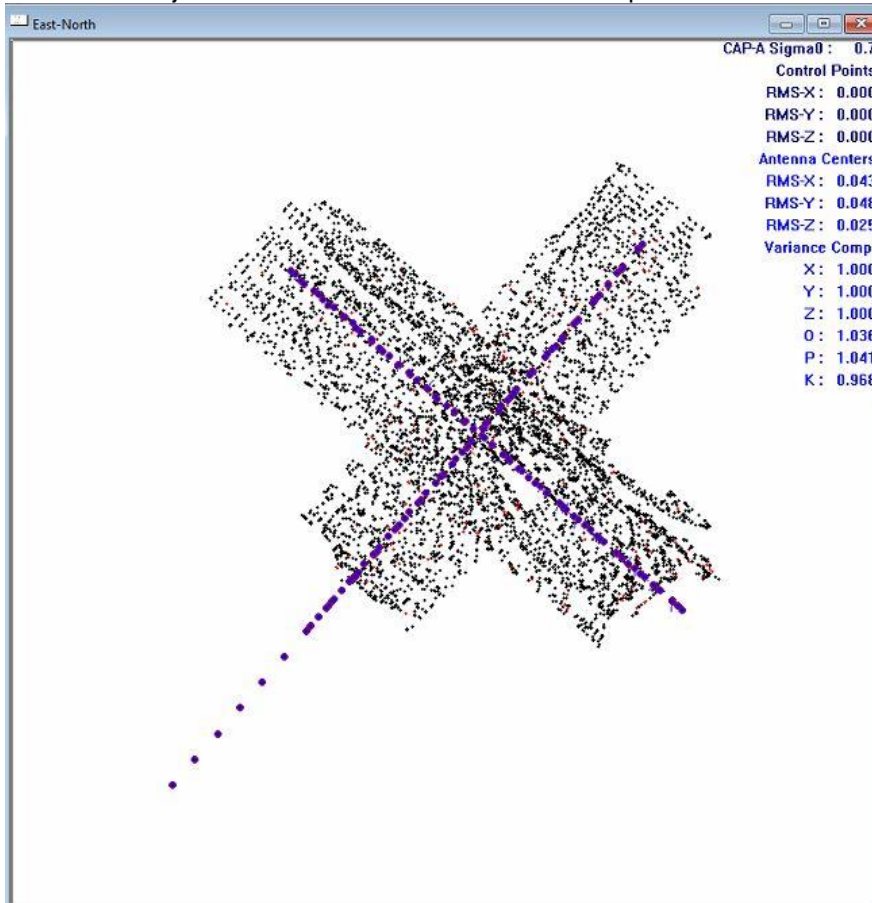 East-North
CAP-A Sigma0 : 0.7
Control Points
RMS-X : 0.000
RMS-Y : 0.000
RMS-Z : 0.000
Antenna Centers
RMS-X : 0.043
RMS-Y : 0.048
RMS-Z : 0.025
Variance Comp
X : 1.000
Y : 1.000
Z : 1.000
O : 1.036
P : 1.041
K : 0.968